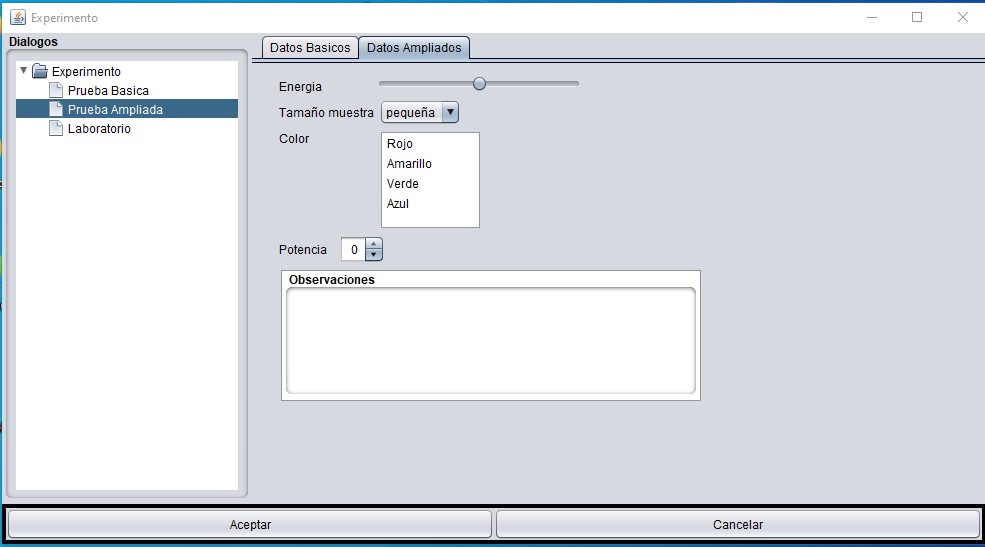 Experimento
Dialogos
Experimento
Prueba Basica
Prueba Ampliada
Laboratorio
Datos Basicos
Datos Ampliados
Energia
Tamaño muestra
pequeña
Color
Rojo
Amarillo
Verde
Azul
Potencia
0
Observaciones
Aceptar
Cancelar